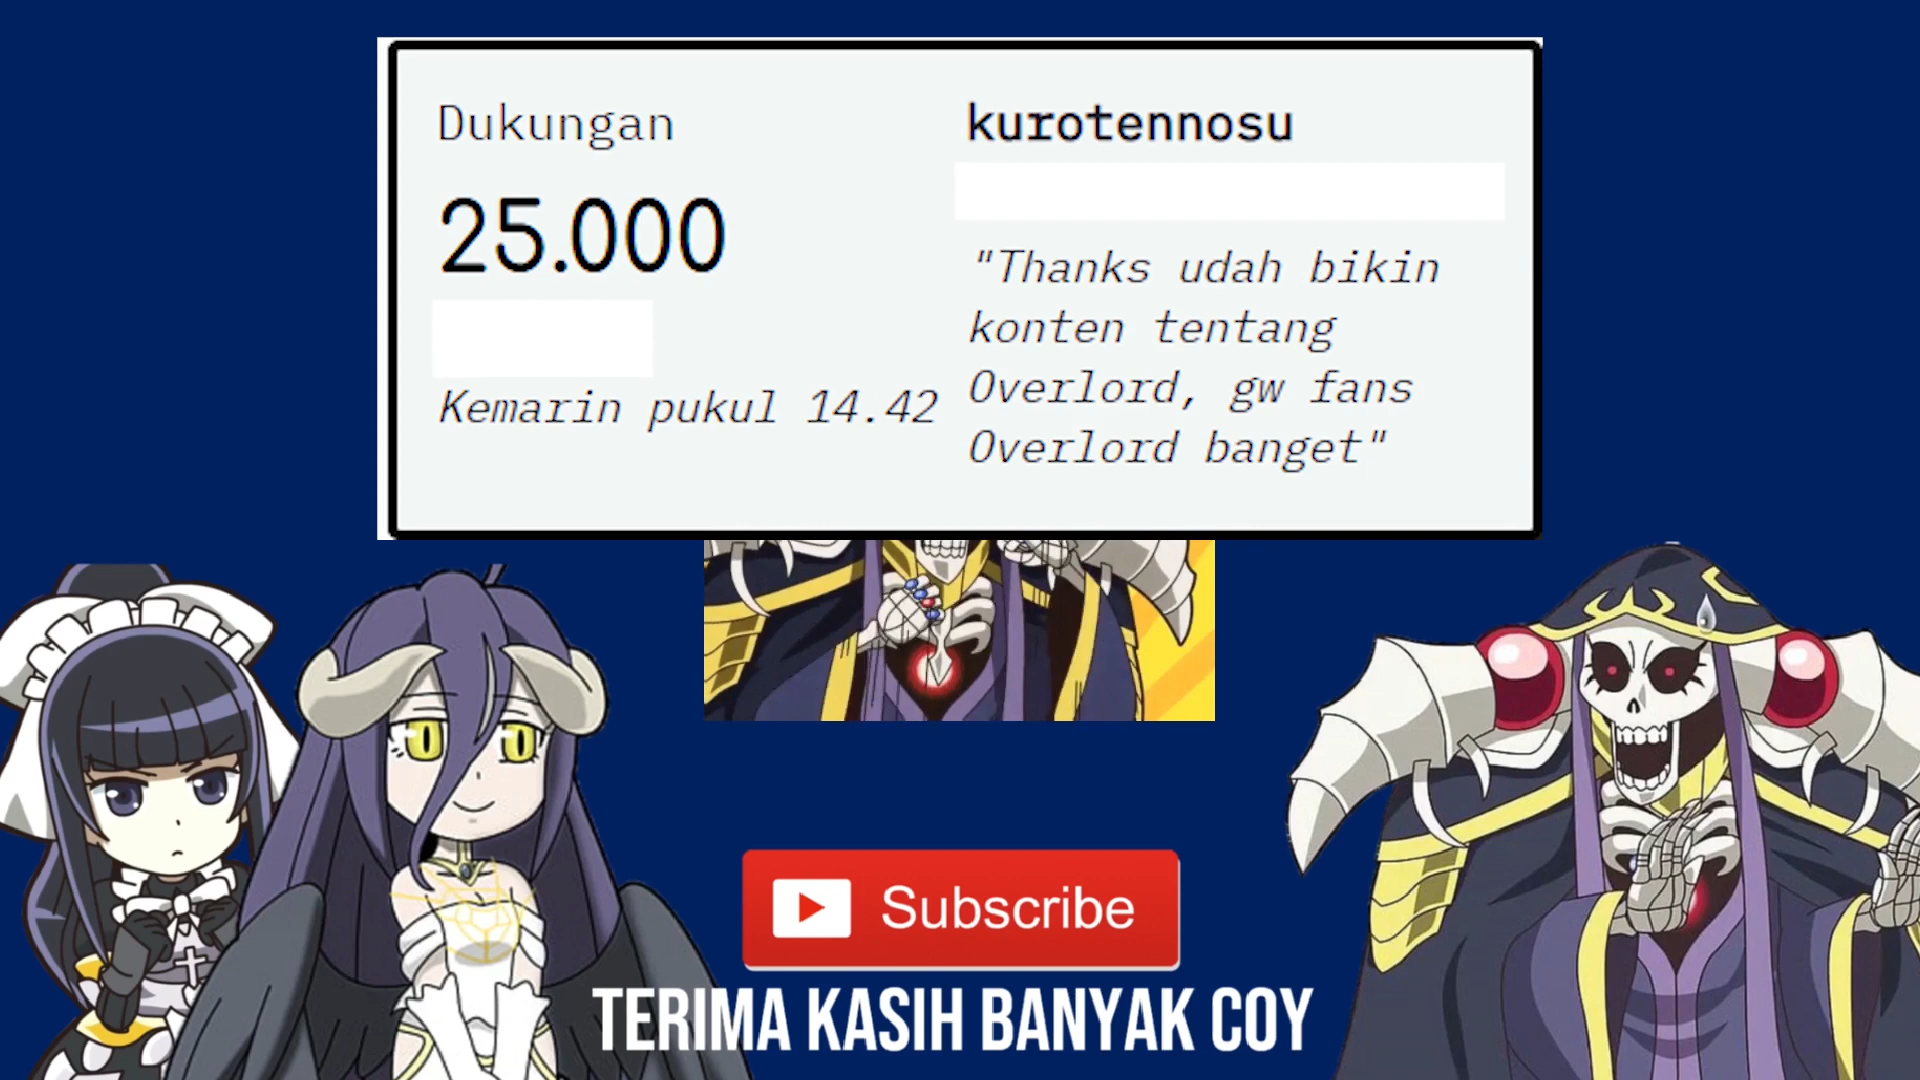 Dukungan
25.000
Kemarin pukul 14.42
kurotennosu
"Thanks udah bikin
konten tentang
Overlord, gw fans
Overlord banget"
Subscribe
TERIMA KASIH BANYAK COY